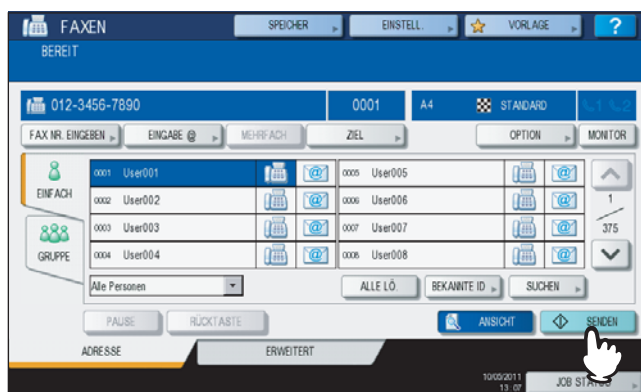 FAXEN SPEICHER EINSTELL. VORLAGE ?
BEREIT
012-3456-7890 0001 A4 STANDARD 1 2
FAX NR. EINGEBEN EINGABE @ MEHRFACH ZIEL OPTION MONITOR
EINFACH
GRUPPE
0001 User001 0005 User005
0002 User002 0006 User006
0003 User003 0007 User007
0004 User004 0008 User008
1
375
Alle Personen ALLE LÖ. BEKANNTE ID SUCHEN
PAUSE RÜCKTASTE ANSICHT SENDEN
ADRESSE ERWEITERT
10/05/2011
13:07
JOB STATUS